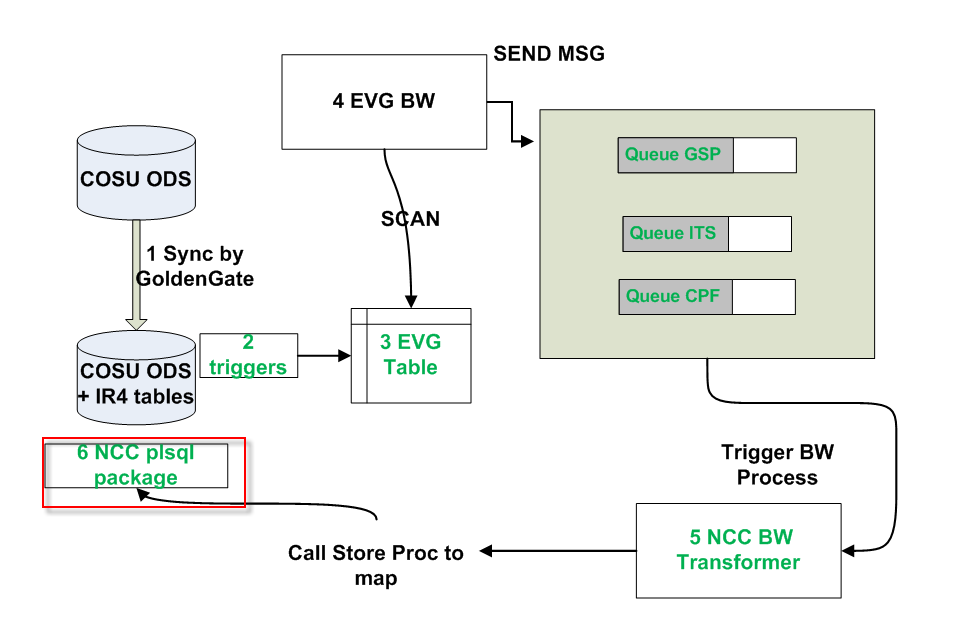 SEND MSG
4 EVG BW
Queue GSP
COSU ODS
SCAN
Queue ITS
1 Sync by
GoldenGate
Queue CPF
2
triggers
3 EVG
Table
COSU ODS
+ IR4 tables
6 NCC plsql
package
Trigger BW
Process
5 NCC BW
Transformer
Call Store Proc to
map